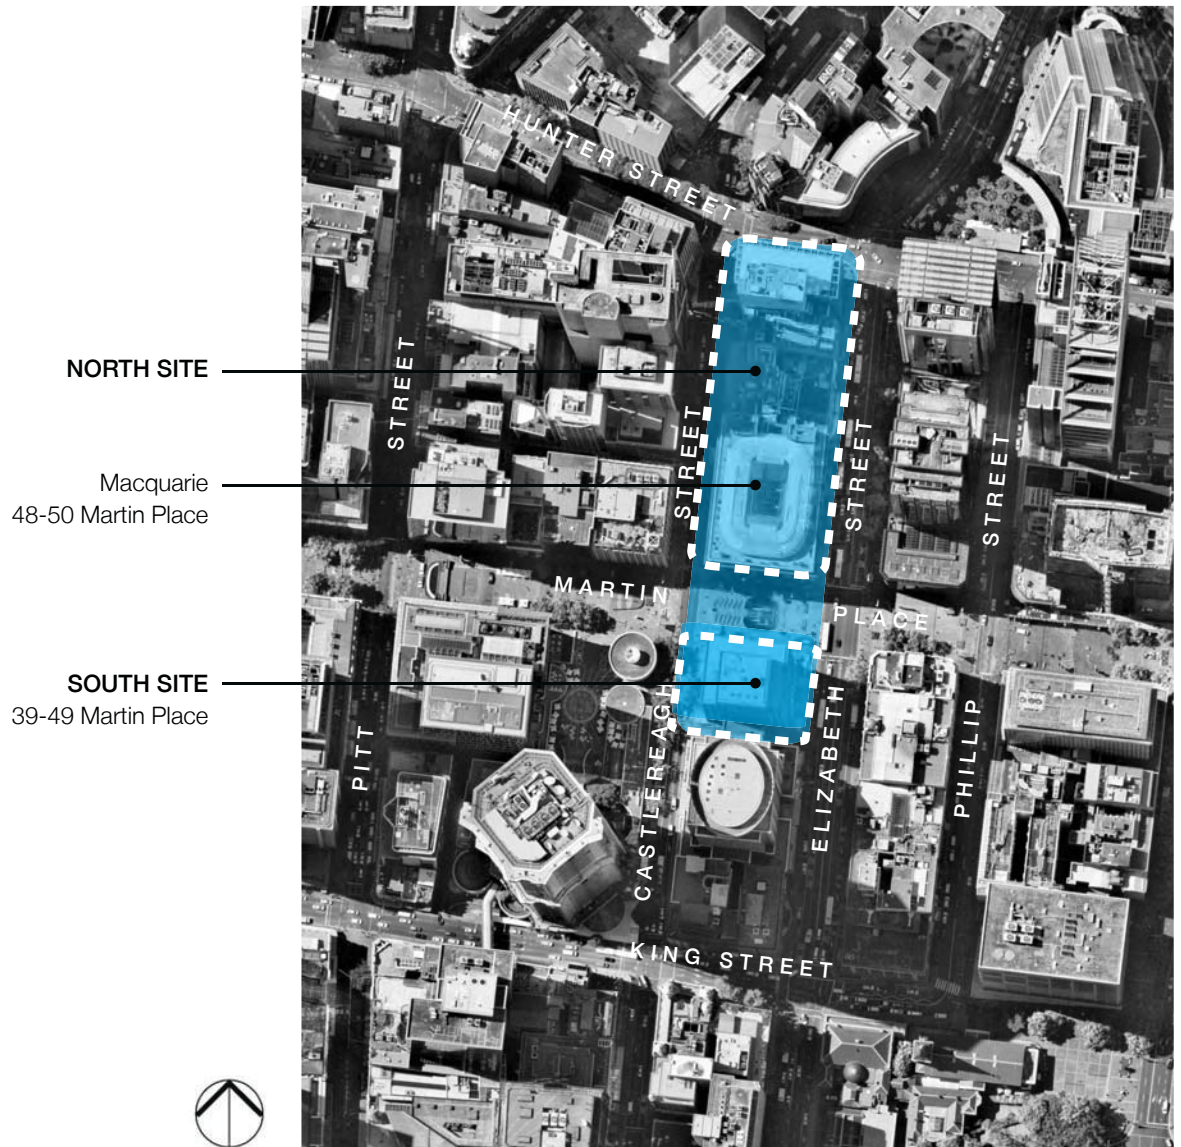 HUNTER STREET
NORTH SITE
STREET
STREET
STREET
STREET
Macquarie
48-50 Martin Place
MARTIN
PLACE
SOUTH SITE
39-49 Martin Place
PITT
CASTLEREAGH
ELIZABETH
PHILLIP
KING STREET